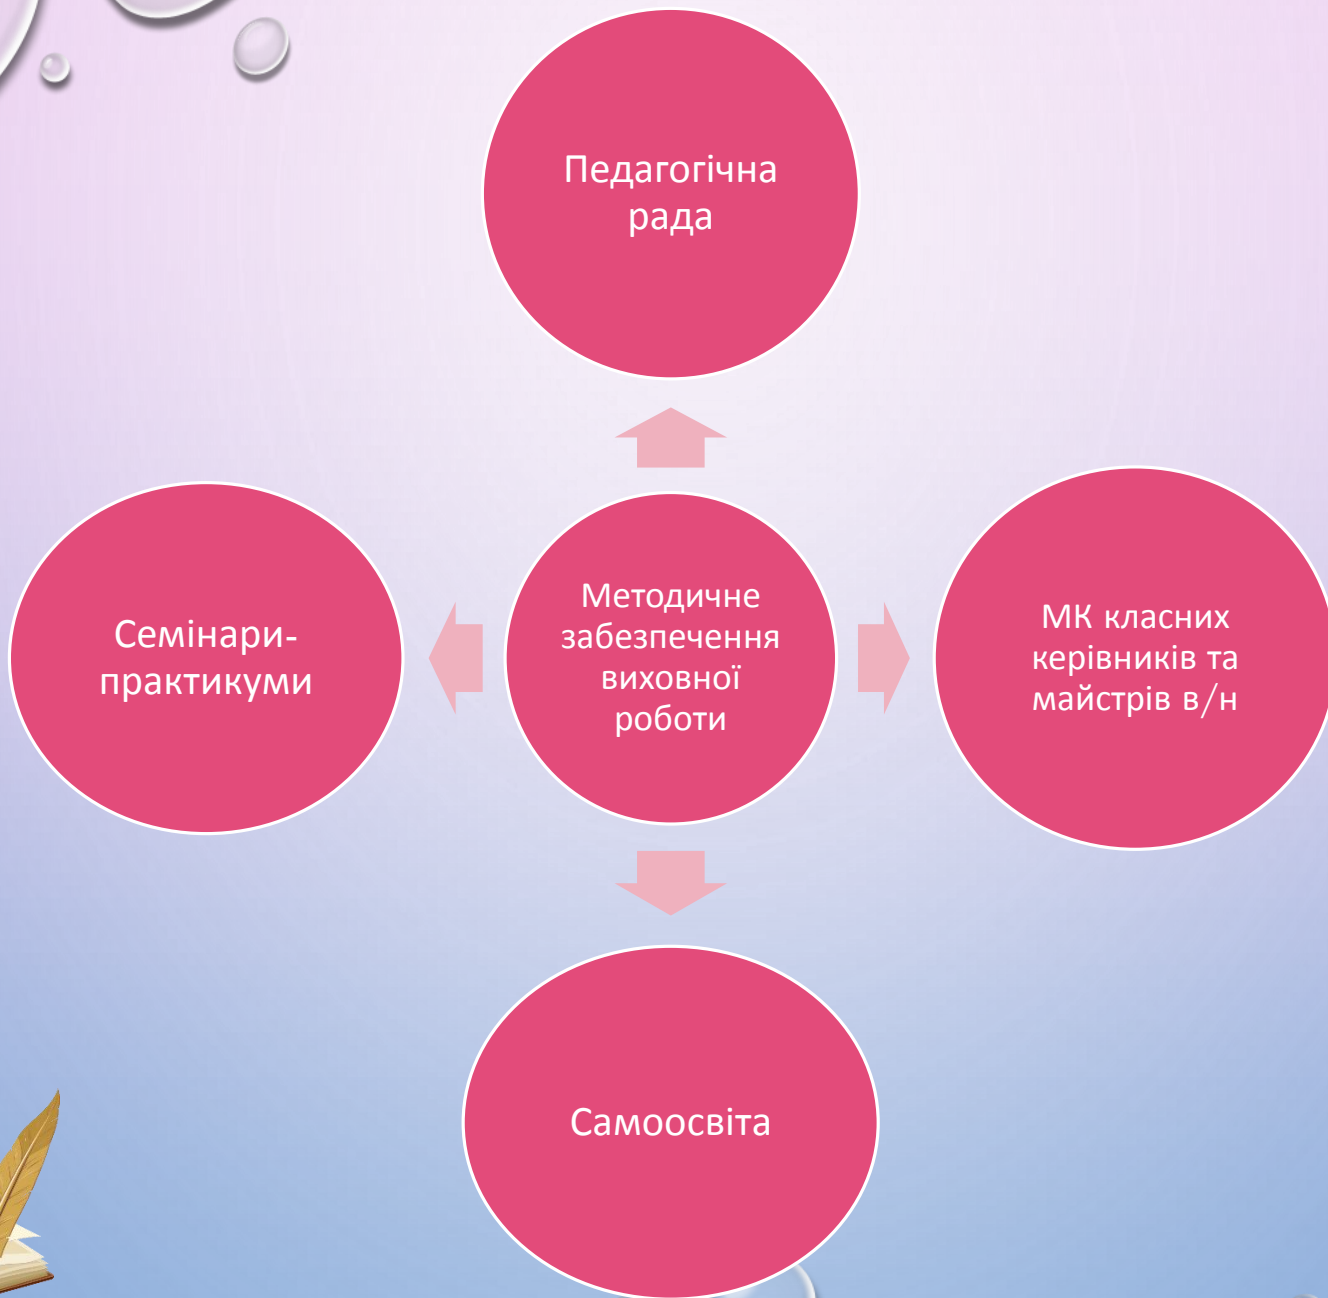 Педагогічна
рада
Семінари-
практикуми
Методичне
забезпечення
виховної
роботи
МК класних
керівників та
майстрів в/н
Самоосвіта